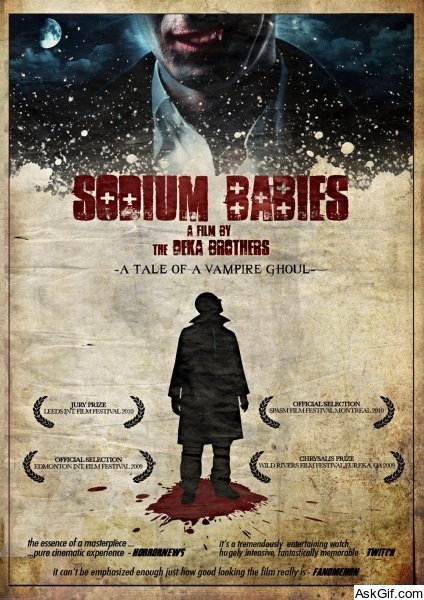 SODIUM BABIES
A FILM BY
THE DEKA BROTHERS
-A TALE OF A VAMPIRE GHOUL-
JURY PRIZE
LEEDS INT FILM FESTIVAL 2010
OFFICIAL SELECTION
SPASM FILM FESTIVAL MONTREAL 2010
OFFICIAL SELECTION
EDMONTON INT FILM FESTIVAL 2009
CHRYSALIS PRIZE
WILD RIVERS FILM FESTIVAL,EUREKA, CA 2009
the essence of a masterpiece ...
...pure cinematic experience - HORRORNEWS
it's a tremendously entertaining watch,
hugely intensive, fantastically memorable - TWITCH
it can't be emphasized enough just how good looking the film really is - FANOMENON
AskGif.com